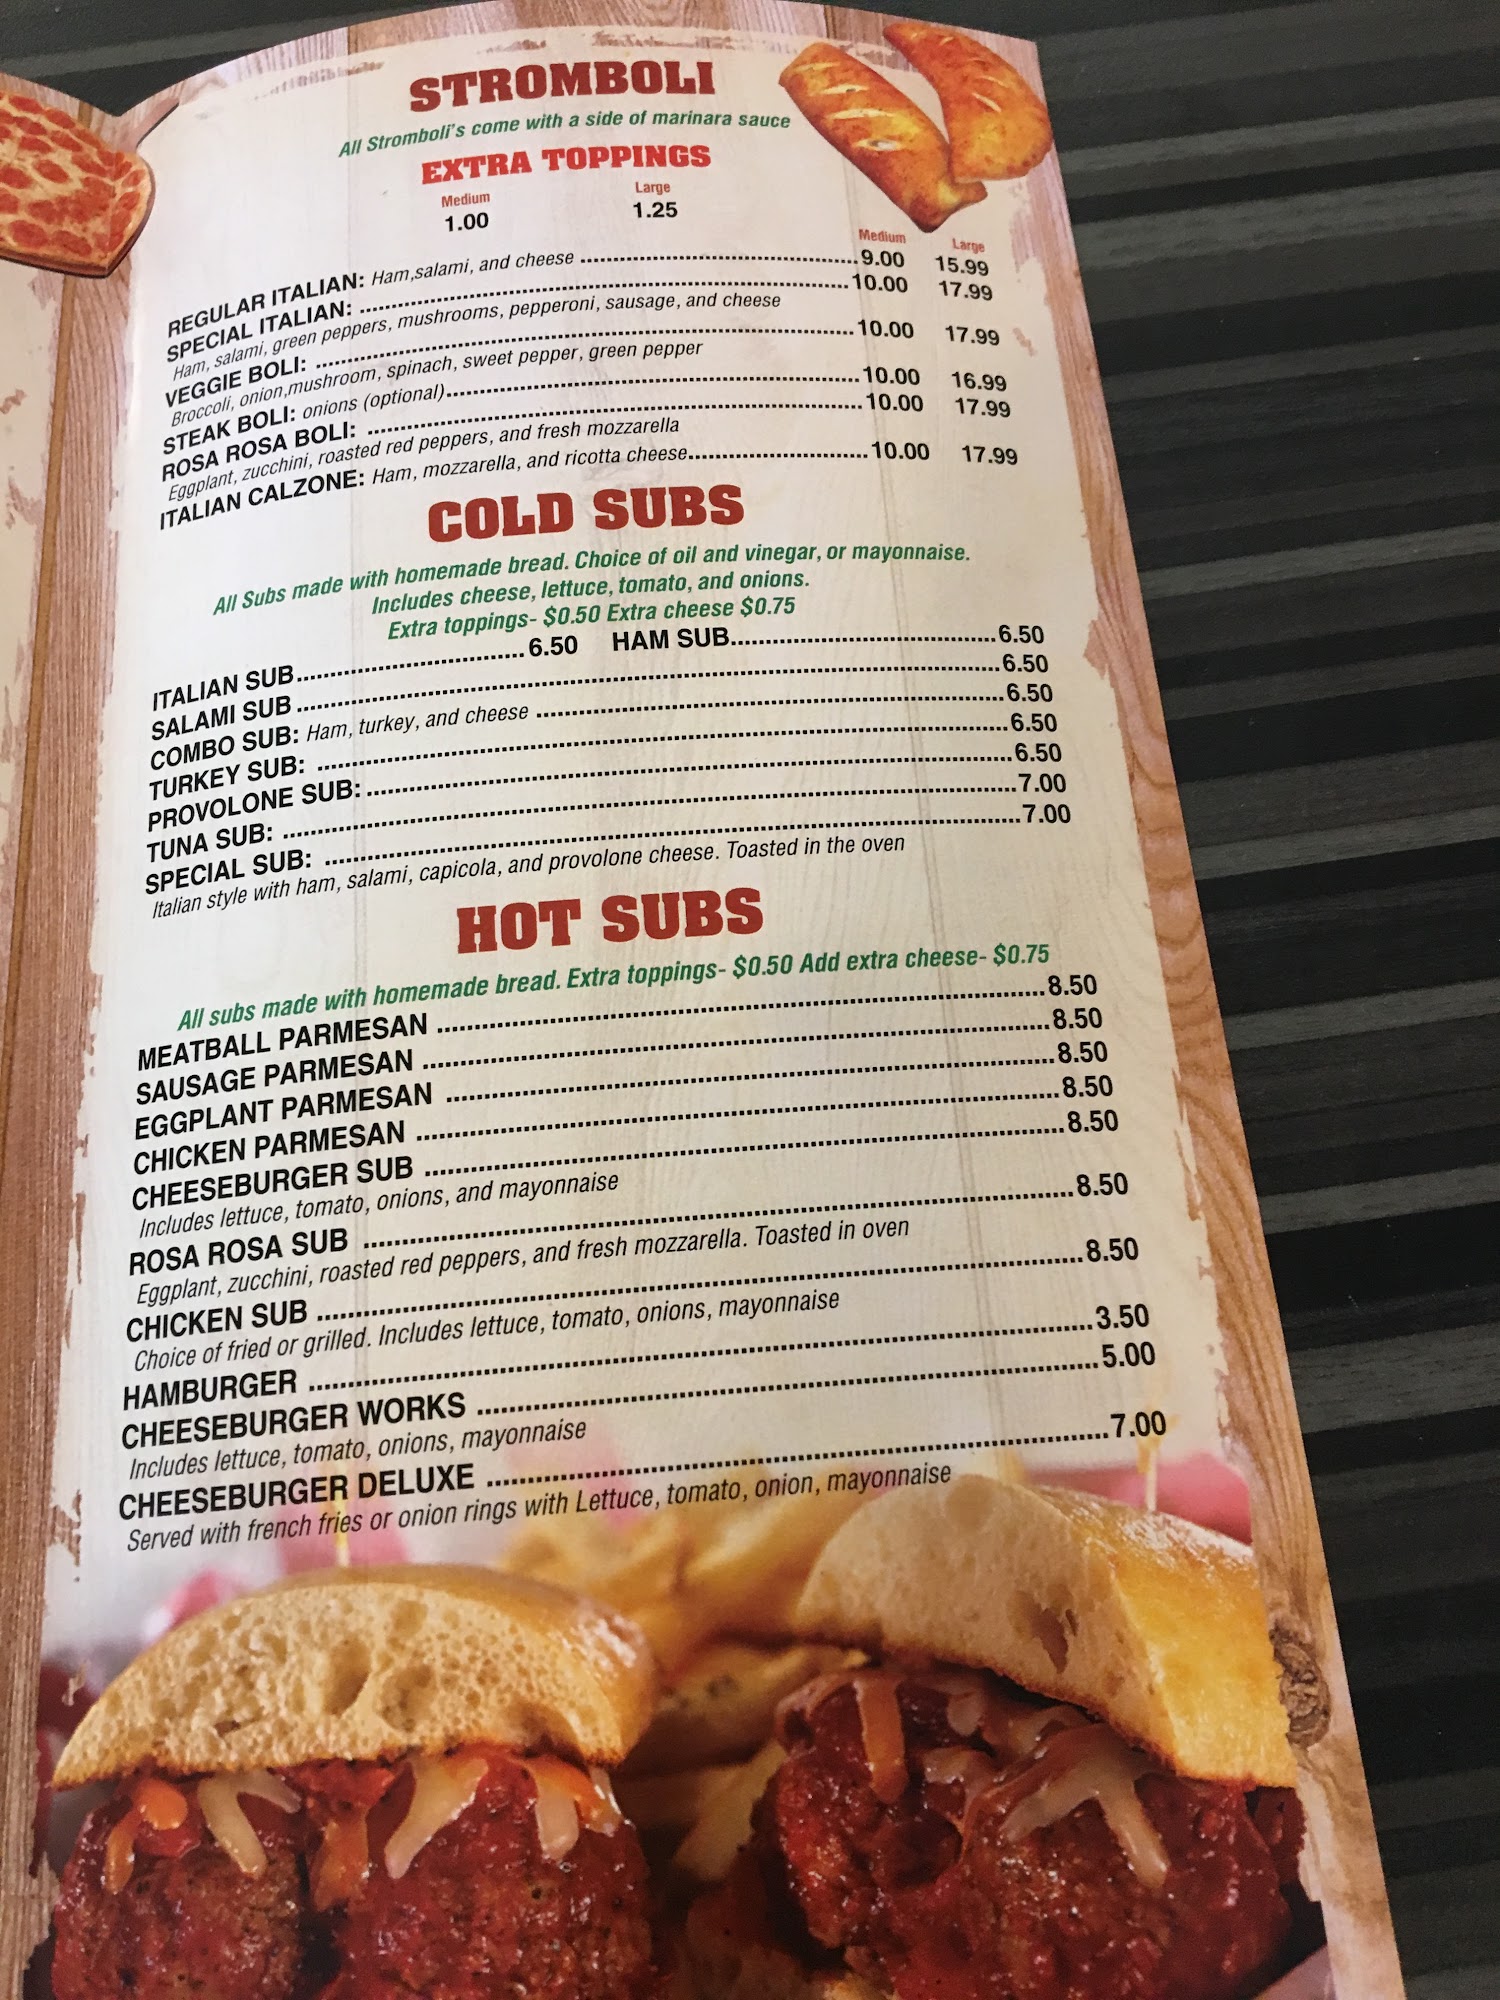 STROMBOLI
All Stromboli's come with a side of marinara sauce
EXTRA TOPPINGS
Medium Large
1.00 1.25
Medium Large
REGULAR ITALIAN: Ham,salami, and cheese 9.00 15.99
SPECIAL ITALIAN: 10.00 17.99
Ham, salami, green peppers, mushrooms, pepperoni, sausage, and cheese
VEGGIE BOLI: 10.00 17.99
Broccoli, onion,mushroom, spinach, sweet pepper, green pepper
STEAK BOLI: onions (optional) 10.00 16.99
ROSA ROSA BOLI: 10.00 17.99
Eggplant, zucchini, roasted red peppers, and fresh mozzarella
ITALIAN CALZONE: Ham, mozzarella, and ricotta cheese 10.00 17.99
COLD SUBS
All Subs made with homemade bread. Choice of oil and vinegar, or mayonnaise.
Includes cheese, lettuce, tomato, and onions.
Extra toppings- $0.50 Extra cheese $0.75
ITALIAN SUB 6.50 HAM SUB 6.50
SALAMI SUB 6.50
COMBO SUB: Ham, turkey, and cheese 6.50
TURKEY SUB: 6.50
PROVOLONE SUB: 6.50
TUNA SUB: 7.00
SPECIAL SUB: 7.00
Italian style with ham, salami, capicola, and provolone cheese. Toasted in the oven
HOT SUBS
All subs made with homemade bread. Extra toppings- $0.50 Add extra cheese- $0.75
MEATBALL PARMESAN 8.50
SAUSAGE PARMESAN 8.50
EGGPLANT PARMESAN 8.50
CHICKEN PARMESAN 8.50
CHEESEBURGER SUB 8.50
Includes lettuce, tomato, onions, and mayonnaise
ROSA ROSA SUB 8.50
Eggplant, zucchini, roasted red peppers, and fresh mozzarella. Toasted in oven
CHICKEN SUB 8.50
Choice of fried or grilled. Includes lettuce, tomato, onions, mayonnaise
HAMBURGER 3.50
CHEESEBURGER WORKS 5.00
Includes lettuce, tomato, onions, mayonnaise
CHEESEBURGER DELUXE 7.00
Served with french fries or onion rings with Lettuce, tomato, onion, mayonnaise